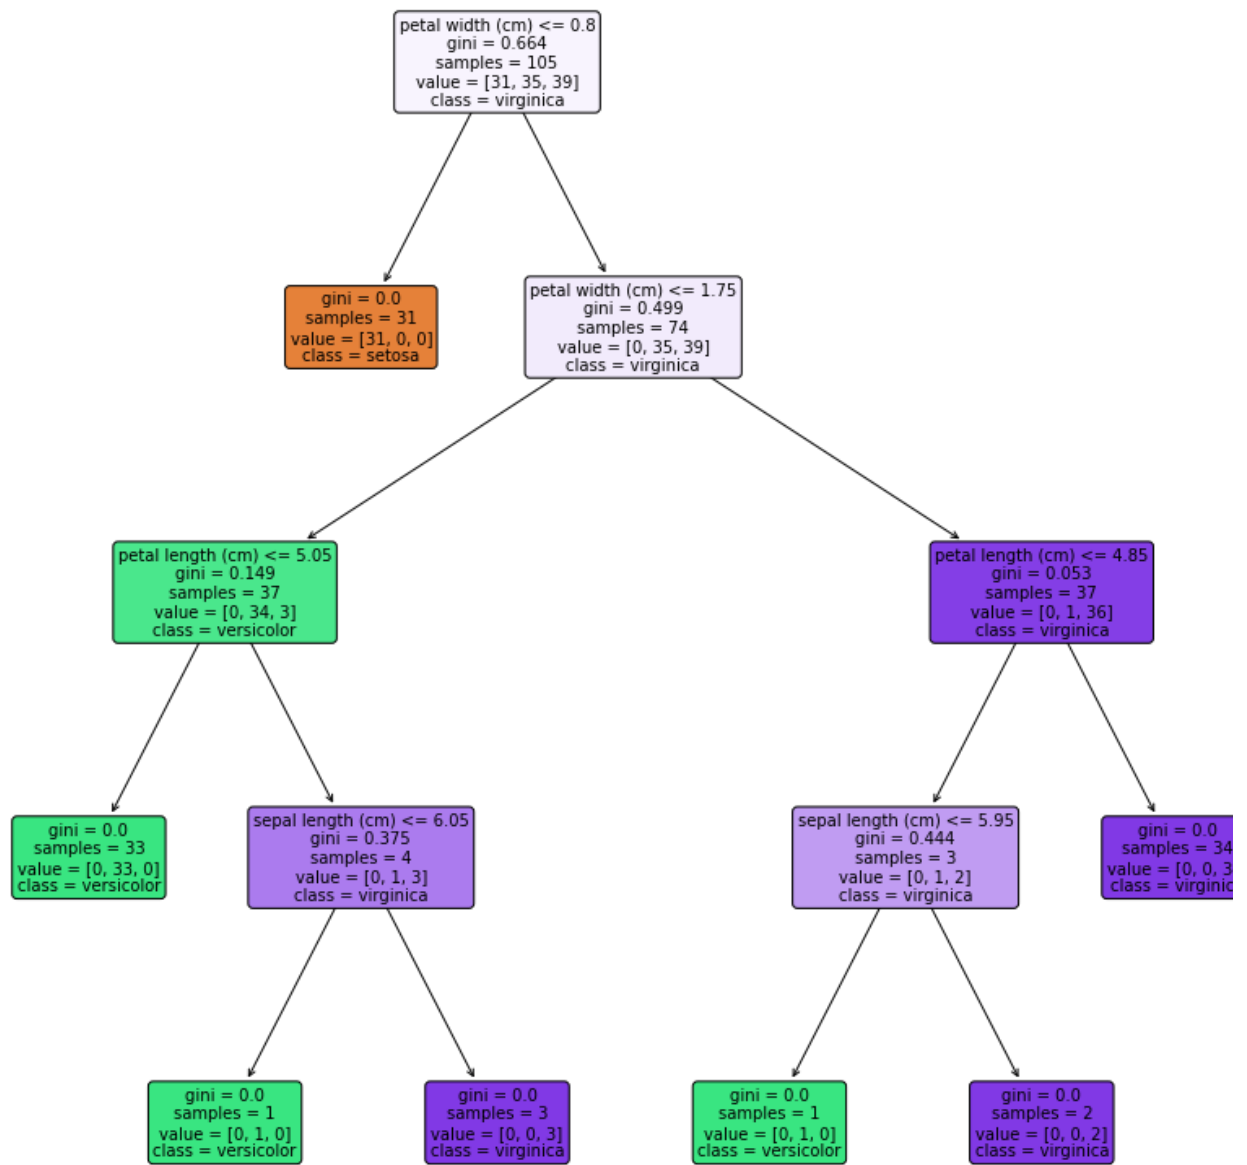 petal width (cm) <= 0.8
gini = 0.664
samples = 105
value = [31, 35, 39]
class = virginica
gini = 0.0
samples = 31
value = [31, 0, 0]
class = setosa
petal width (cm) <= 1.75
gini = 0.499
samples = 74
value = [0, 35, 39]
class = virginica
petal length (cm) <= 5.05
gini = 0.149
samples = 37
value = [0, 34, 3]
class = versicolor
petal length (cm) <= 4.85
gini = 0.053
samples = 37
value = [0, 1, 36]
class = virginica
gini = 0.0
samples = 33
value = [0, 33, 0]
class = versicolor
sepal length (cm) <= 6.05
gini = 0.375
samples = 4
value = [0, 1, 3]
class = virginica
sepal length (cm) <= 5.95
gini = 0.444
samples = 3
value = [0, 1, 2]
class = virginica
gini = 0.0
samples = 34
value = [0, 0, 3
class = virginic
gini = 0.0
samples = 1
value = [0, 1, 0]
class = versicolor
gini = 0.0
samples = 3
value = [0, 0, 3]
class = virginica
gini = 0.0
samples = 1
value = [0, 1, 0]
class = versicolor
gini = 0.0
samples = 2
value = [0, 0, 2]
class = virginica